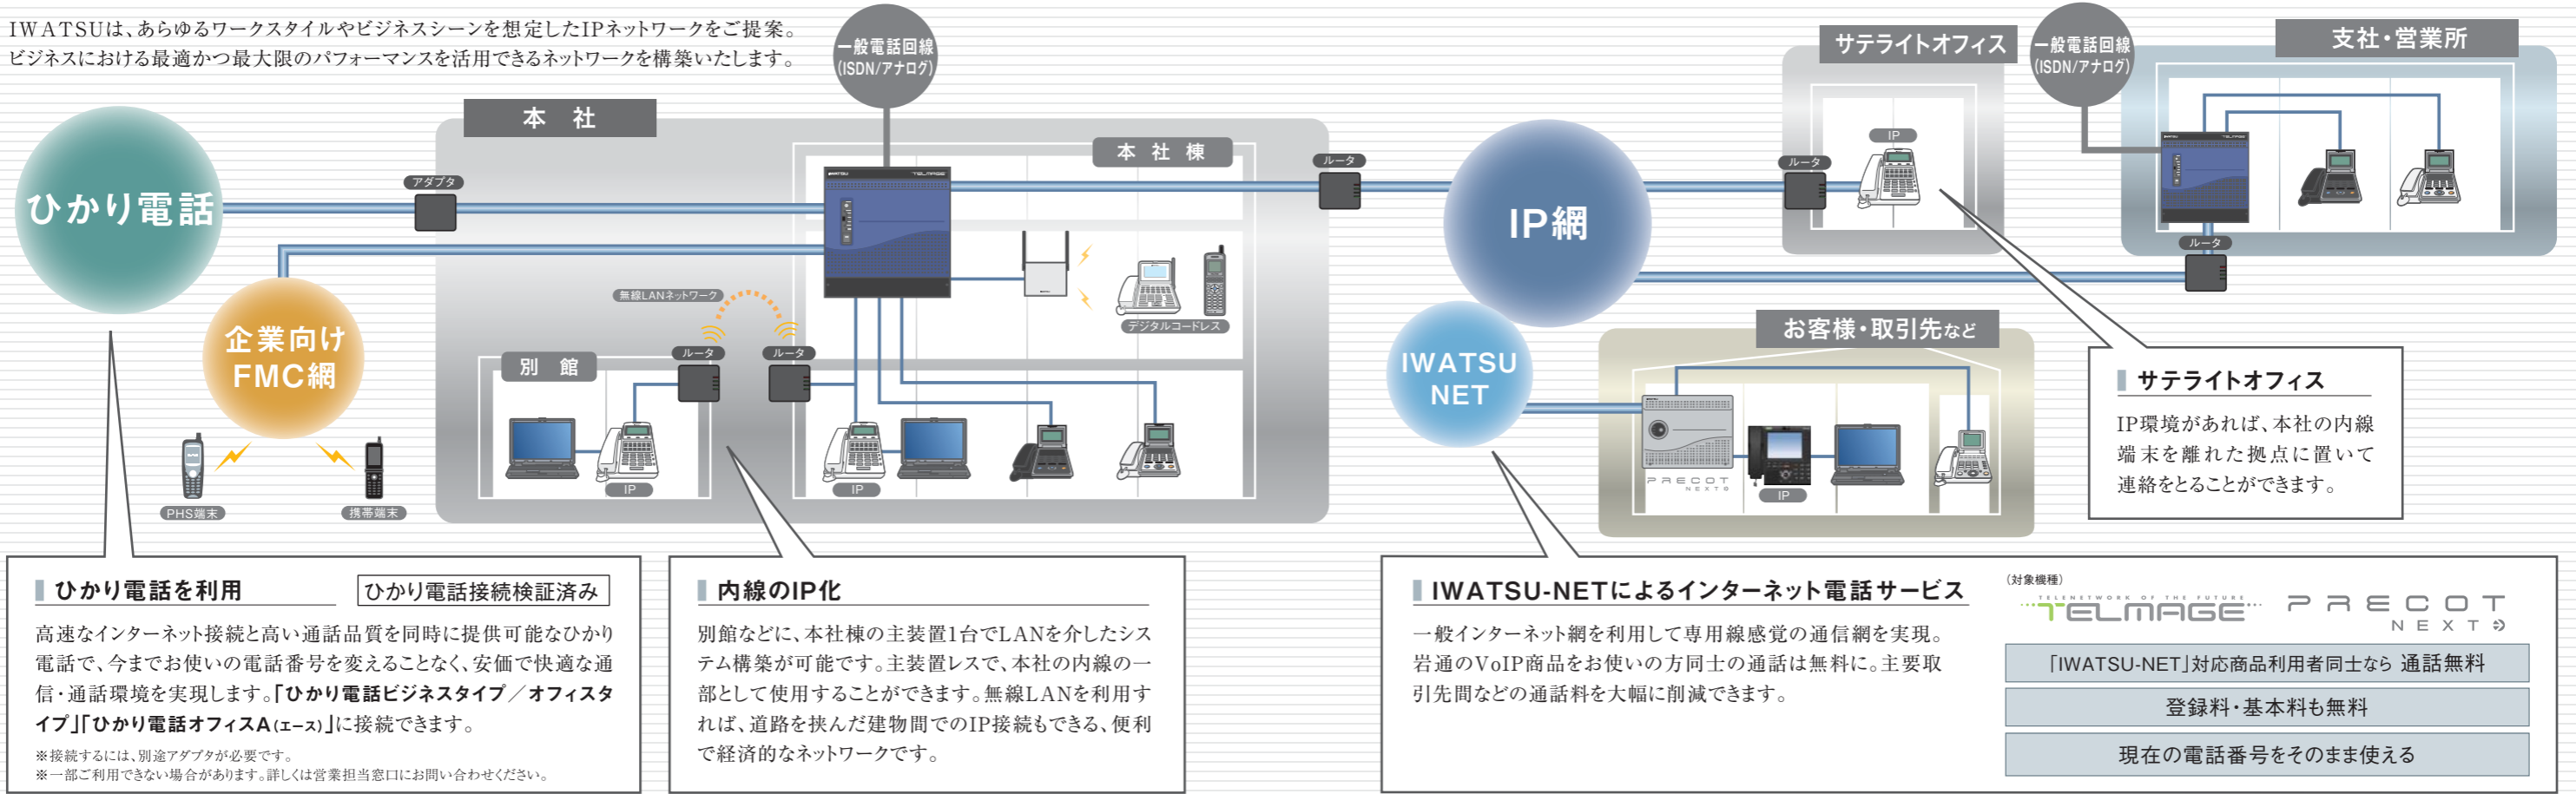 IWATSUは、あらゆるワークスタイルやビジネスシーンを想定したIPネットワークをご提案。
ビジネスにおける最適かつ最大限のパフォーマンスを活用できるネットワークを構築いたします。
一般電話回線
(ISDN/アナログ)
サテライトオフィス
一般電話回線
(ISDN/アナログ)
支社・営業所
本 社
本 社 棟
ひかり電話
アダプタ
IWATSU
TELMAGE
ルータ
IP網
ルータ
IP
ルータ
企業向け
FMC網
無線LANネットワーク
デジタルコードレス
別 館
ルータ
ルータ
IP
IP
PHS端末
携帯端末
IWATSU
NET
お客様・取引先など
PRECOT
NEXT
IP
サテライトオフィス
IP環境があれば、本社の内線
端末を離れた拠点に置いて
連絡をとることができます。
ひかり電話を利用
ひかり電話接続検証済み
高速なインターネット接続と高い通話品質を同時に提供可能なひかり
電話で、今までお使いの電話番号を変えることなく、安価で快適な通
信・通話環境を実現します。「ひかり電話ビジネスタイプ／オフィスタ
イプ」「ひかり電話オフィスA(エース)」に接続できます。
※接続するには、別途アダプタが必要です。
※一部ご利用できない場合があります。詳しくは営業担当窓口にお問い合わせください。
内線のIP化
別館などに、本社棟の主装置1台でLANを介したシス
テム構築が可能です。主装置レスで、本社の内線の一
部として使用することができます。無線LANを利用す
れば、道路を挟んだ建物間でのIP接続もできる、便利
で経済的なネットワークです。
IWATSU-NETによるインターネット電話サービス
一般インターネット網を利用して専用線感覚の通信網を実現。
岩通のVoIP商品をお使いの方同士の通話は無料に。主要取
引先間などの通話料を大幅に削減できます。
(対象機種)
TELENETWORK OF THE FUTURE
TELMAGE
PRECOT
NEXT
「IWATSU-NET」対応商品利用者同士なら 通話無料
登録料・基本料も無料
現在の電話番号をそのまま使える